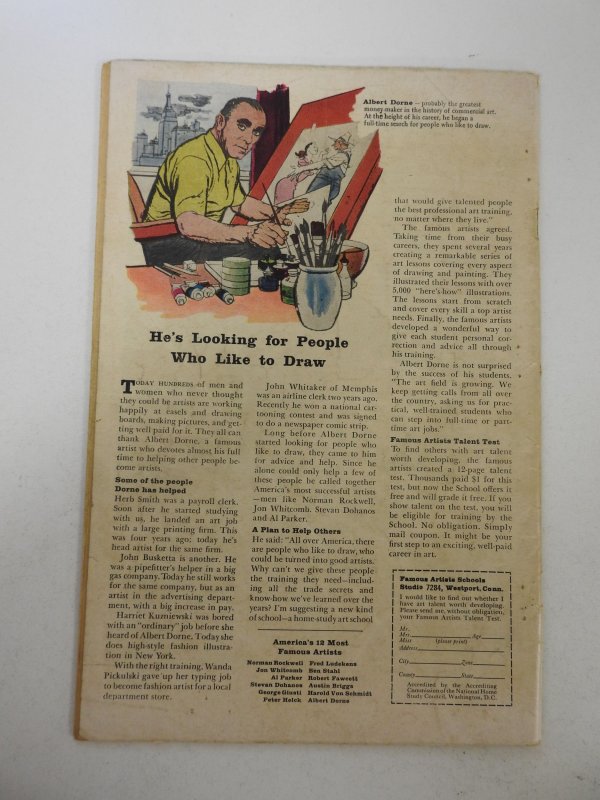 Albert Dorne – probably the greatest
money-maker in the history of commercial art.
At the height of his career, he began a
full-time search for people who like to draw.
He's Looking for People
Who Like to Draw
TODAY HUNDREDS of men and
women who never thought
they could be artists are working
happily at easels and drawing
boards, making pictures, and get-
ting well paid for it. They all can
thank Albert Dorne, a famous
artist who devotes almost his full
time to helping other people be-
come artists.
Some of the people
Dorne has helped
Herb Smith was a payroll clerk.
Soon after he started studying
with us, he landed an art job
with a large printing firm. This
was four years ago; today he's
head artist for the same firm.
John Busketta is another. He
was a pipefitter's helper in a big
gas company. Today he still works
for the same company, but as an
artist in the advertising depart-
ment, with a big increase in pay.
Harriet Kuzniewski was bored
with an "ordinary" job before she
heard of Albert Dorne. Today she
does high-fashion illustra-
tion in New York.
With the right training, Wanda
Pickulski gave up her typing job
to become fashion artist for a local
department store.
John Whitaker of Memphis
was an airline clerk two years ago.
Recently he won a national car-
tooning contest and was signed
to do a newspaper comic strip.
Long before Albert Dorne
started looking for people who
like to draw, they came to him
for advice and help. Since he
alone could only help a few of
these people he called together
America's most successful artists
—men like Norman Rockwell,
Jon Whitcomb, Stevan Dohanos
and Al Parker.
A Plan to Help Others
He said: "All over America, there
are people who like to draw, who
could be turned into good artists.
Why can't we give these people
the training they need—includ-
ing all the trade secrets and
know-how we've learned over the
years? I'm suggesting a new kind
of school—a home-study art school
America's 12 Most
Famous Artists
Norman Rockwell Fred Ludekens
Jon Whitcomb Ben Stahl
Al Parker Robert Fawcett
Stevan Dohanos Austin Briggs
George Giusti Harold Von Schmidt
Peter Helck Albert Dorne
that would give talented people
the best professional art training,
no matter where they live."
The famous artists agreed.
Taking time from their busy
careers, they spent several years
creating a remarkable series of
art lessons covering every aspect
of drawing and painting. They
illustrated their lessons with over
5,000 "here's-how" illustrations.
The lessons start from scratch
and cover every skill a top artist
needs. Finally, the famous artists
developed a wonderful way to
give each student personal cor-
rection and advice all through
his training.
Albert Dorne is not surprised
by the success of his students.
"The art field is growing. We
keep getting calls from all over
the country, asking us for prac-
tical, well-trained students who
can step into full-time or part-
time art jobs."
Famous Artists Talent Test
To find others with art talent
worth developing, the famous
artists created a 12-page talent
test. Thousands paid $1 for this
test, but now the School offers it
free and will grade it free. If you
show talent on the test, you will
be eligible for training by the
School. No obligation. Simply
mail coupon. It might be your
first step to an exciting, well-paid
career in art.
Famous Artists Schools
Studio 7284, Westport, Conn.
I would like to find out whether I
have art talent worth developing.
Please send me, without obligation,
your Famous Artists Talent Test.
Mr.
Mrs. Age
Miss (please print)
Address
City Zone
County State
Accredited by the Accrediting
Commission of the National Home
Study Council, Washington, D.C.